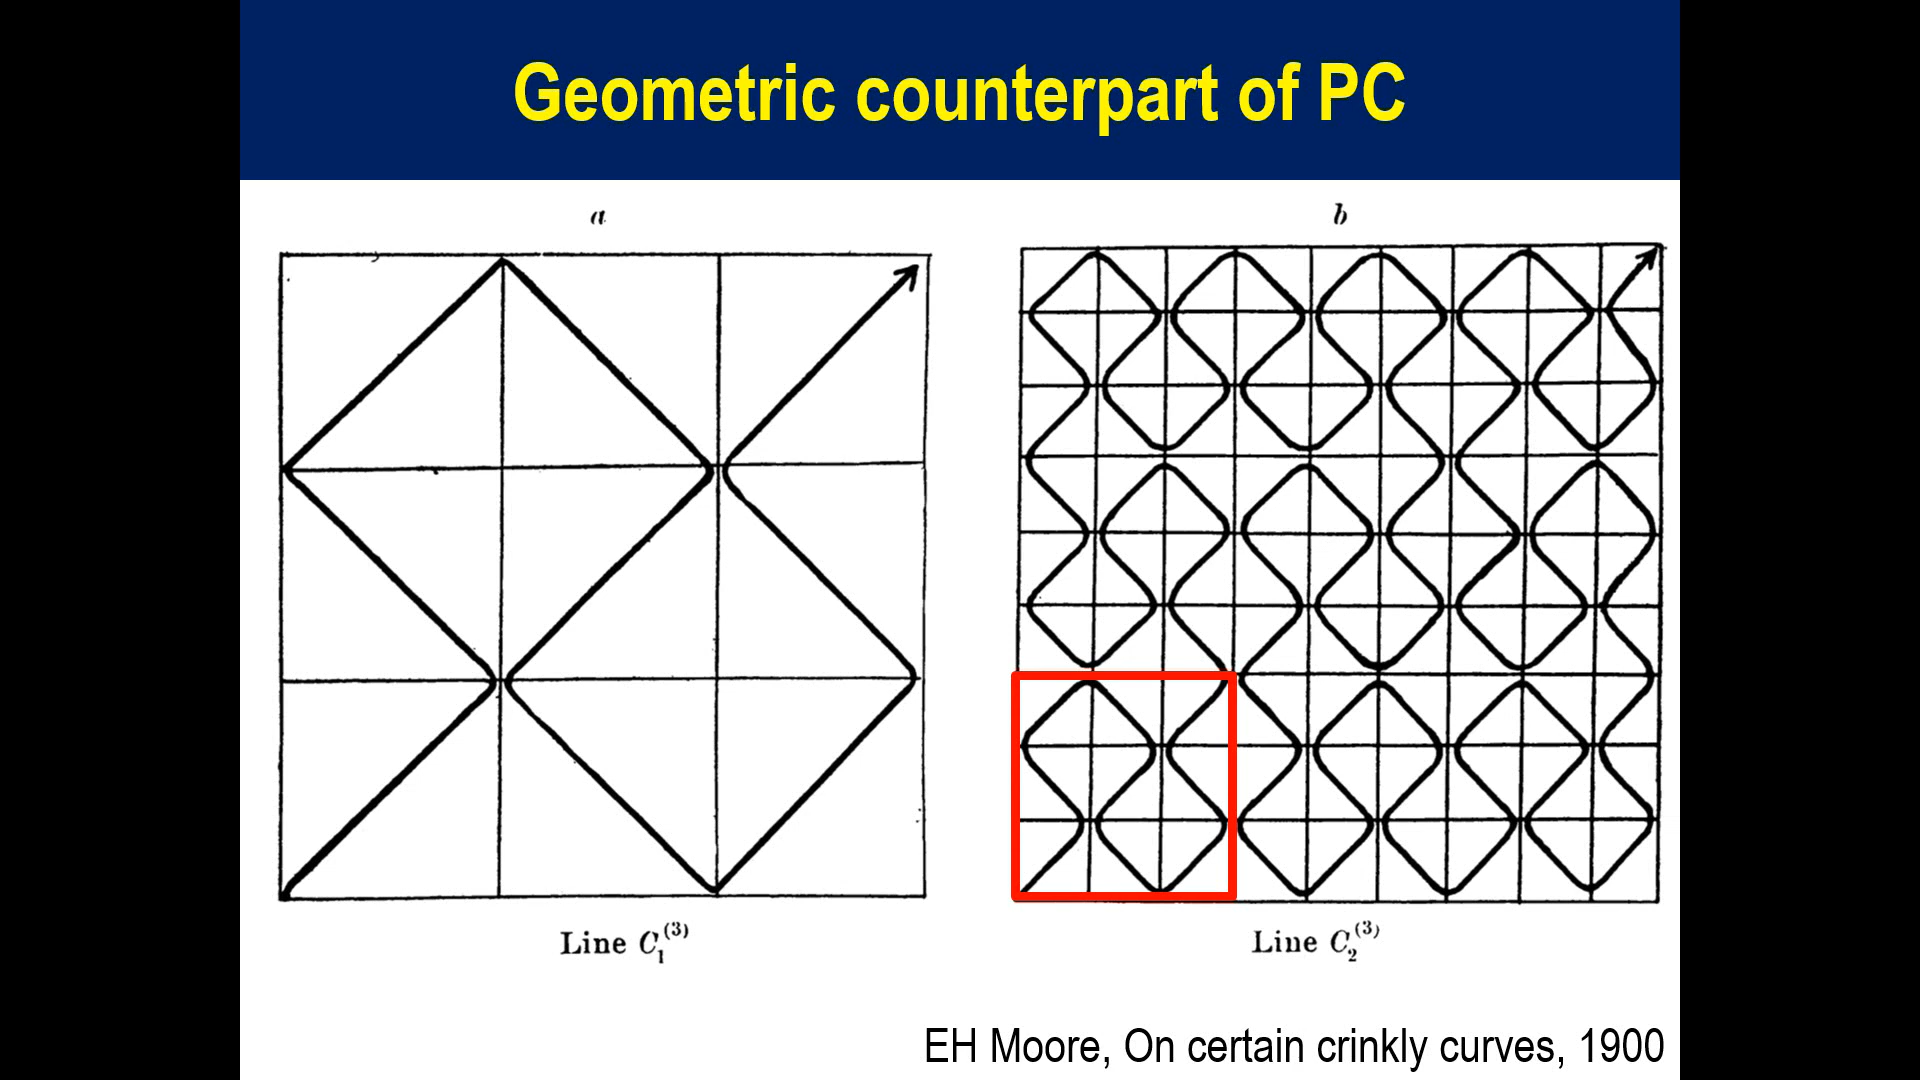 Geometric counterpart of PC
a
b
Line C₁⁽³⁾
Line C₂⁽³⁾
EH Moore, On certain crinkly curves, 1900